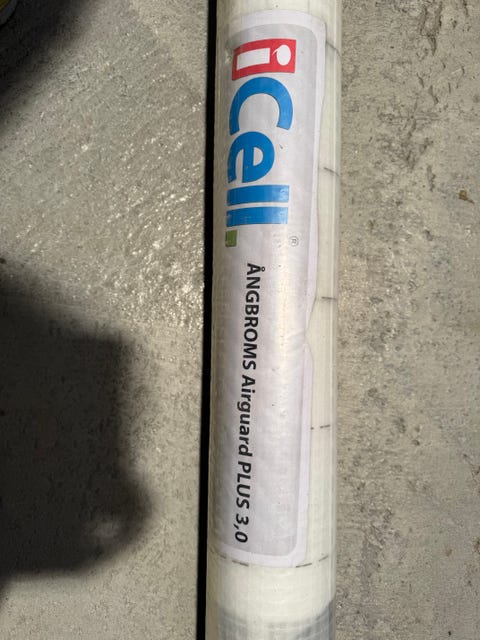 iCell.®
ÅNGBROMS Airguard PLUS 3,0